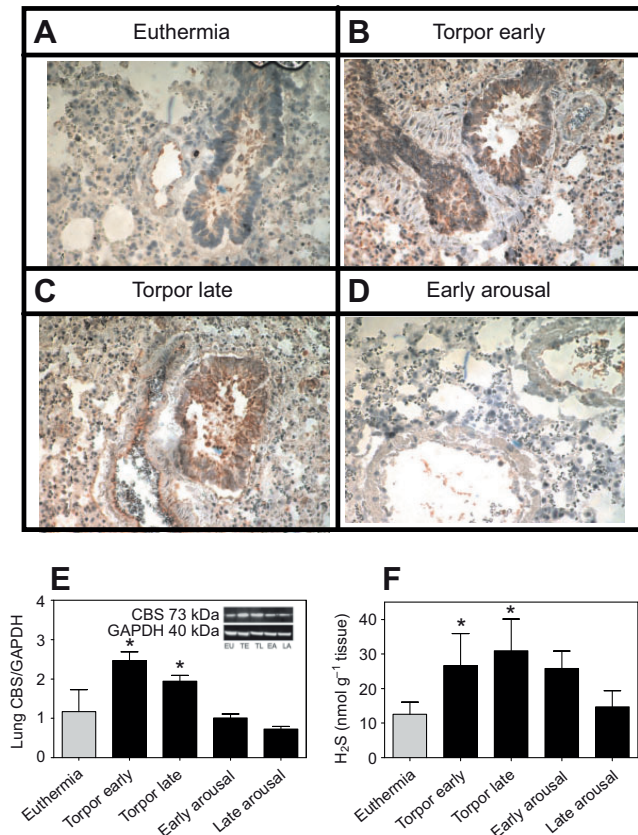 A Euthermia
B Torpor early
C Torpor late
D Early arousal
E
Lung CBS/GAPDH
4
3
2
1
0
CBS 73 kDa
GAPDH 40 kDa
EU TE TL EA LA
*
*
Euthermia
Torpor early
Torpor late
Early arousal
Late arousal
F
H₂S (nmol g⁻¹ tissue)
40
30
20
10
0
*
*
Euthermia
Torpor early
Torpor late
Early arousal
Late arousal